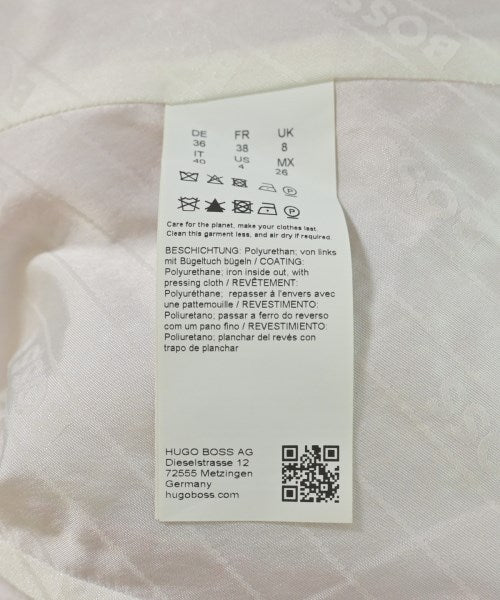 BOSS
DE FR UK
36 38 8
IT US MX
40 4 26
Care for the planet, make your clothes last.
Clean this garment less, and air dry if required.
BESCHICHTUNG: Polyurethan; von links
mit Bügeltuch bügeln / COATING:
Polyurethane; iron inside out, with
pressing cloth / REVÊTEMENT:
Polyuréthane; repasser à l'envers avec
une pattemouille / REVESTIMENTO:
Poliuretano; passar a ferro do reverso
com um pano fino / REVESTIMIENTO:
Poliuretano; planchar del revés con
trapo de planchar
HUGO BOSS AG
Dieselstrasse 12
72555 Metzingen
Germany
hugoboss.com